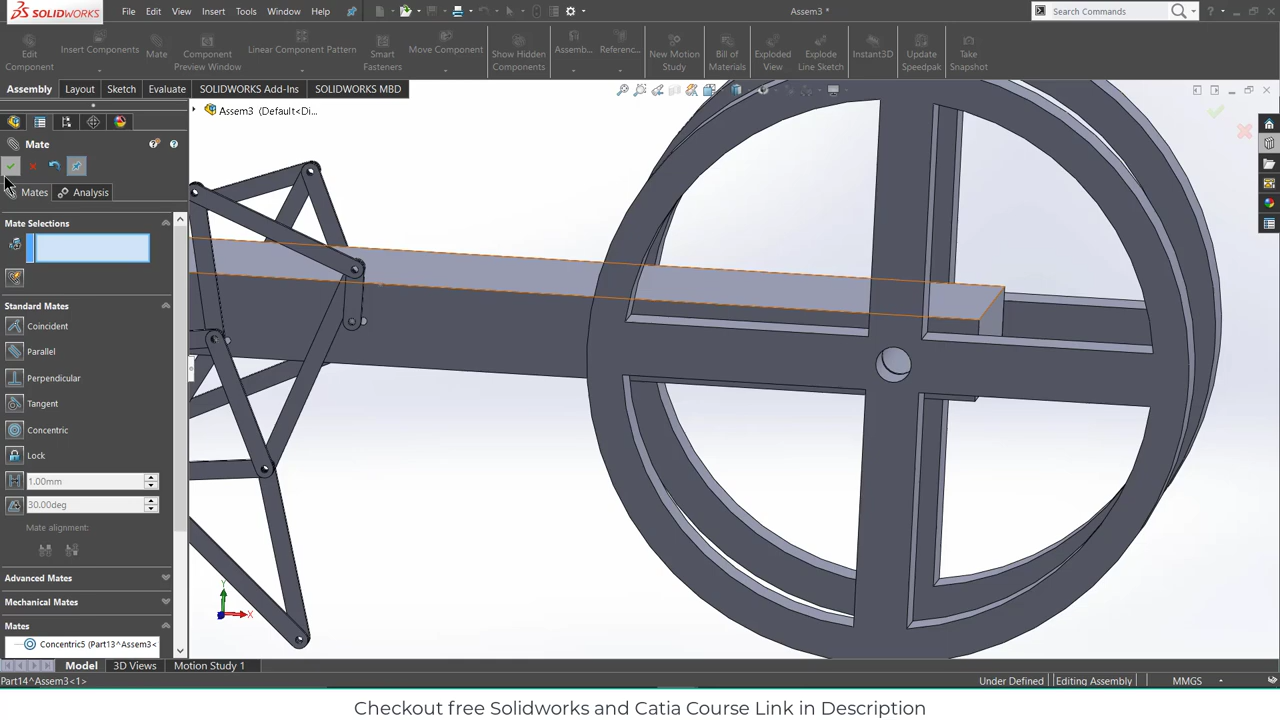 SOLIDWORKS
File Edit View Insert Tools Window Help
Assem3 *
Search Commands
Edit Component
Insert Components
Mate
Component Preview Window
Linear Component Pattern
Smart Fasteners
Move Component
Show Hidden Components
Assemb...
Referenc...
New Motion Study
Bill of Materials
Exploded View
Explode Line Sketch
Instant3D
Update Speedpak
Take Snapshot
Assembly Layout Sketch Evaluate SOLIDWORKS Add-Ins SOLIDWORKS MBD
Assem3 (Default<Di...
Mate
Mates Analysis
Mate Selections
Standard Mates
Coincident
Parallel
Perpendicular
Tangent
Concentric
Lock
1.00mm
30.00deg
Mate alignment:
Advanced Mates
Mechanical Mates
Mates
Concentric5 (Part13^Assem3<
Y
X
Model 3D Views Motion Study 1
Part14^Assem3<1>
Under Defined Editing Assembly MMGS
Checkout free Solidworks and Catia Course Link in Description